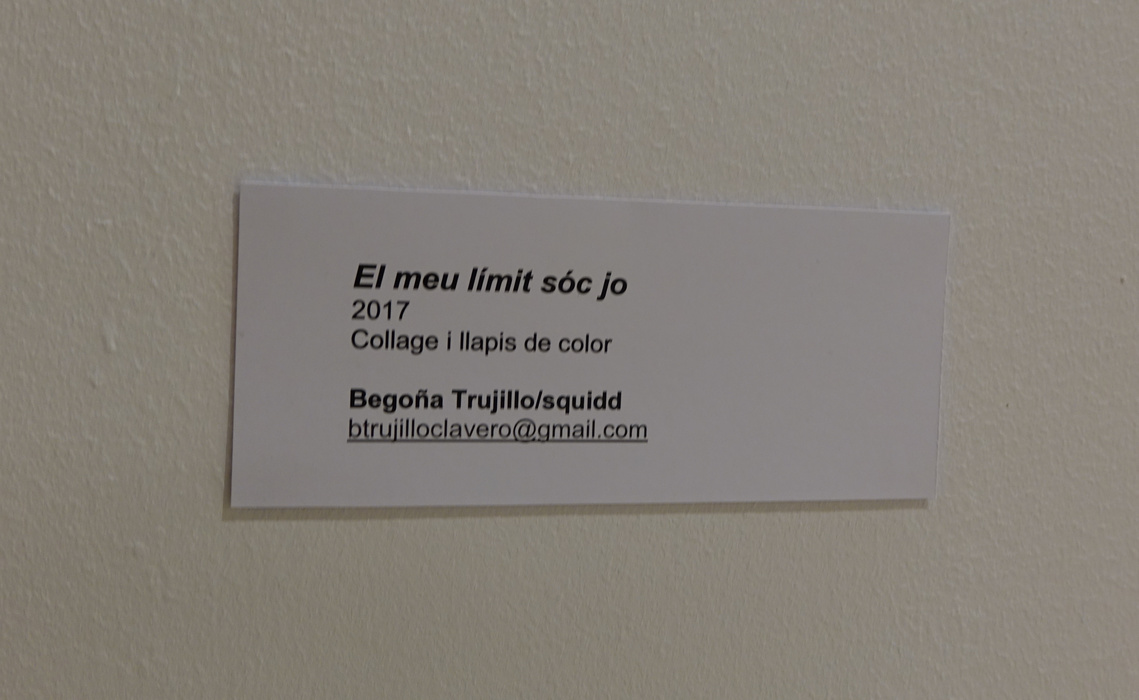 El meu límit sóc jo
2017
Collage i llapis de color
Begoña Trujillo/squidd
btrujilloclavero@gmail.com